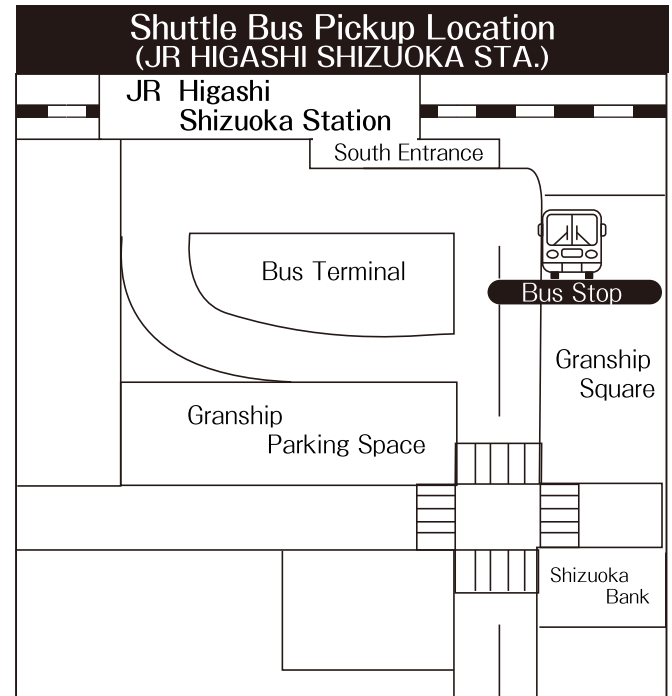 Shuttle Bus Pickup Location
(JR HIGASHI SHIZUOKA STA.)
JR Higashi
Shizuoka Station
South Entrance
Bus Terminal
Bus Stop
Granship
Square
Granship
Parking Space
Shizuoka
Bank